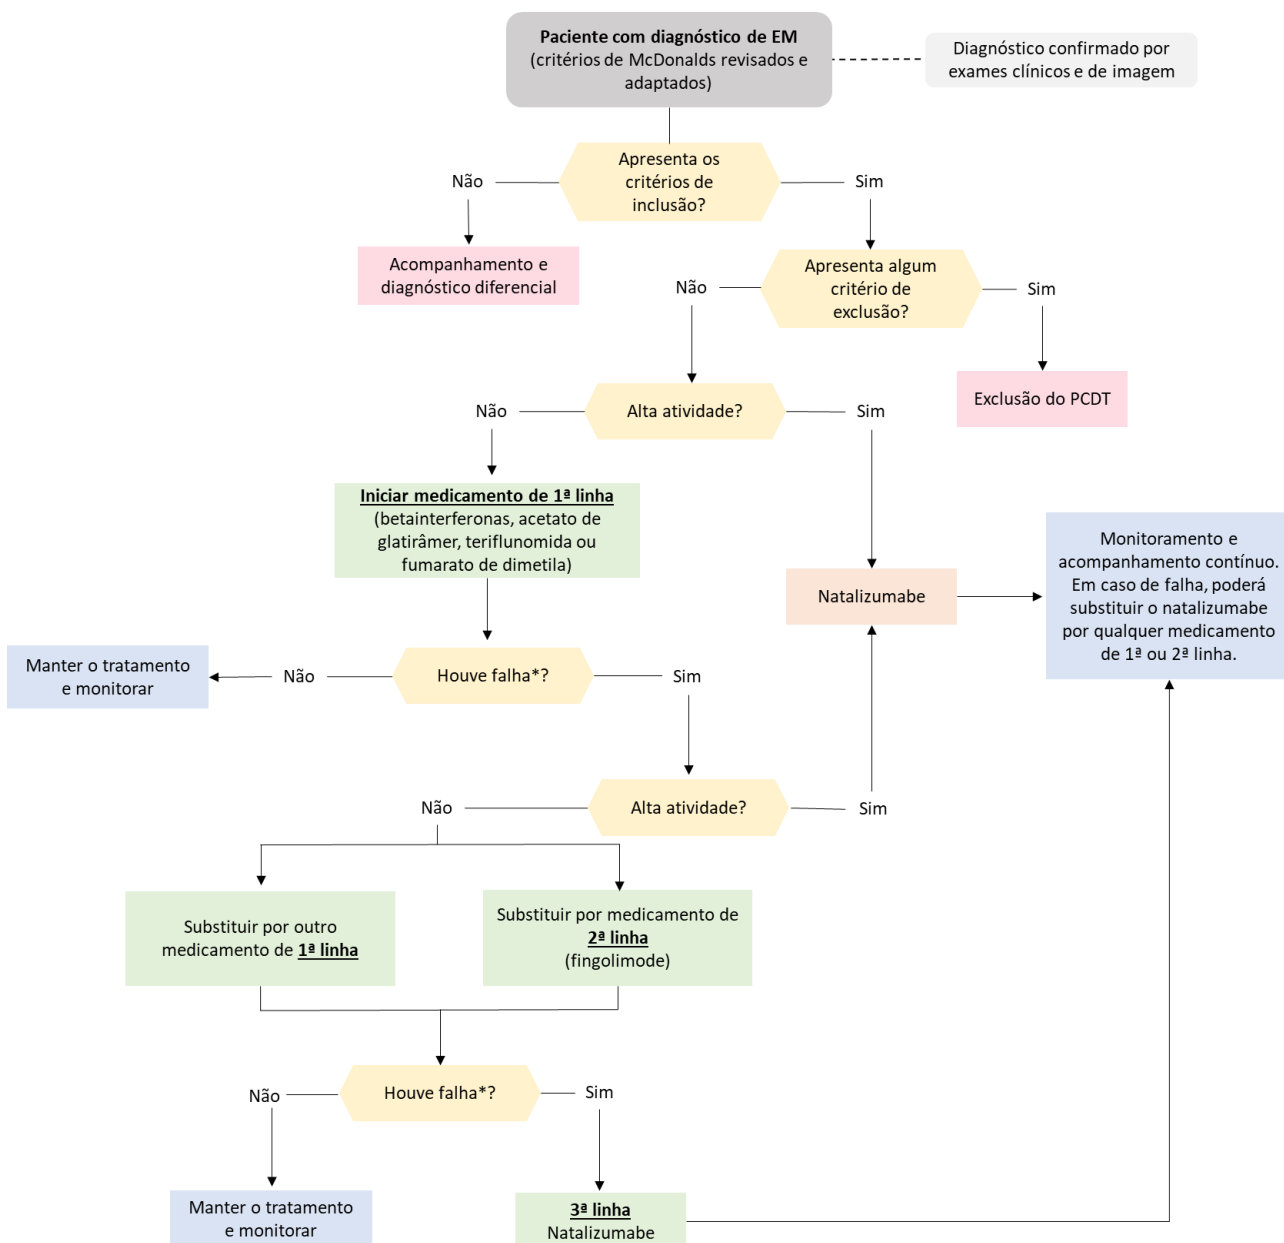 Paciente com diagnóstico de EM
(critérios de McDonalds revisados e
adaptados)
Diagnóstico confirmado por
exames clínicos e de imagem
Apresenta os
critérios de
inclusão?
Não
Sim
Acompanhamento e
diagnóstico diferencial
Apresenta algum
critério de
exclusão?
Não
Sim
Exclusão do PCDT
Alta atividade?
Não
Sim
Iniciar medicamento de 1ª linha
(betainterferonas, acetato de
glatirâmer, teriflunomida ou
fumarato de dimetila)
Natalizumabe
Monitoramento e
acompanhamento contínuo.
Em caso de falha, poderá
substituir o natalizumabe
por qualquer medicamento
de 1ª ou 2ª linha.
Manter o tratamento
e monitorar
Não
Houve falha*?
Sim
Não
Alta atividade?
Sim
Substituir por outro
medicamento de 1ª linha
Substituir por medicamento de
2ª linha
(fingolimode)
Não
Houve falha*?
Sim
Manter o tratamento
e monitorar
3ª linha
Natalizumabe